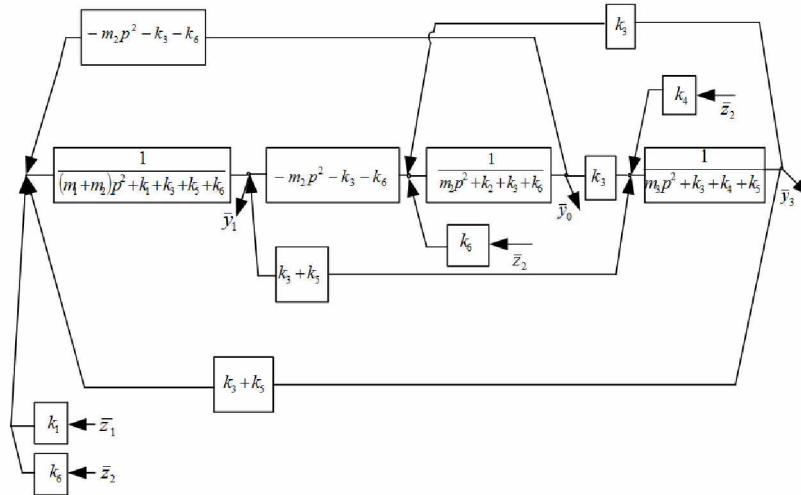 − m₂p² − k₃ − k₆
k₃
k₄
z̄₂
1
(m₁+m₂)p² + k₁ + k₃ + k₅ + k₆
− m₂p² − k₃ − k₆
1
m₂p² + k₂ + k₃ + k₆
k₃
1
m₃p² + k₃ + k₄ + k₅
ȳ₁
ȳ₀
ȳ₃
k₆
z̄₂
k₃ + k₅
k₃ + k₅
k₁
z̄₁
k₆
z̄₂